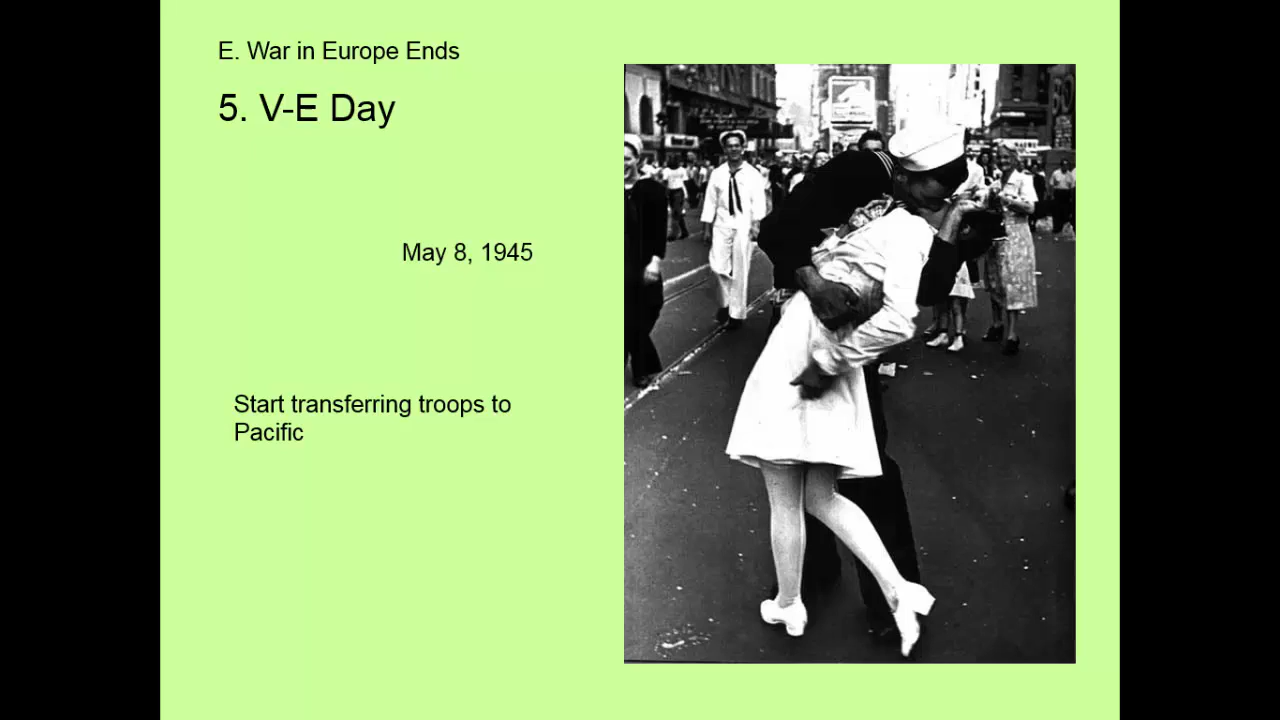 E. War in Europe Ends
5. V-E Day
May 8, 1945
Start transferring troops to
Pacific